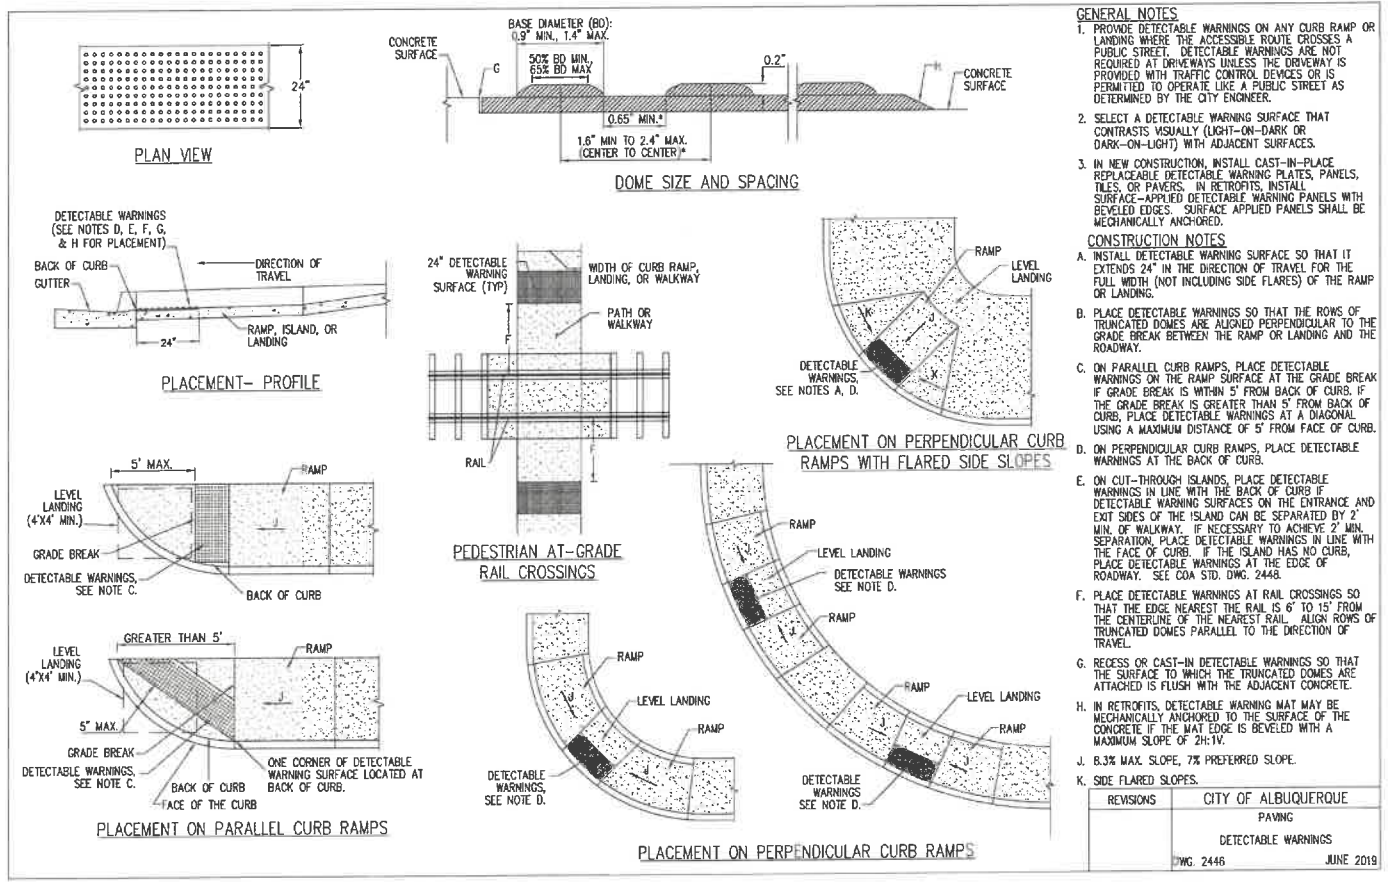 24"
PLAN VIEW
BASE DIAMETER (BD):
0.9" MIN., 1.4" MAX.
50% BD MIN.,
65% BD MAX
CONCRETE
SURFACE
G
0.2"
H
CONCRETE
SURFACE
0.65" MIN.*
1.6" MIN TO 2.4" MAX.
(CENTER TO CENTER)*
DOME SIZE AND SPACING
DETECTABLE WARNINGS
(SEE NOTES D, E, F, G,
& H FOR PLACEMENT)
BACK OF CURB
GUTTER
DIRECTION OF
TRAVEL
RAMP, ISLAND, OR
LANDING
24"
PLACEMENT- PROFILE
24" DETECTABLE
WARNING
SURFACE (TYP)
WIDTH OF CURB RAMP,
LANDING, OR WALKWAY
PATH OR
WALKWAY
F
RAIL
F
PEDESTRIAN AT-GRADE
RAIL CROSSINGS
RAMP
LEVEL
LANDING
K
J
K
DETECTABLE
WARNINGS,
SEE NOTES A, D.
PLACEMENT ON PERPENDICULAR CURB
RAMPS WITH FLARED SIDE SLOPES
5' MAX.
RAMP
LEVEL
LANDING
(4'X4' MIN.)
J
GRADE BREAK
DETECTABLE WARNINGS,
SEE NOTE C.
BACK OF CURB
GREATER THAN 5'
RAMP
LEVEL
LANDING
(4'X4' MIN.)
J
5' MAX.
GRADE BREAK
DETECTABLE WARNINGS,
SEE NOTE C.
BACK OF CURB
FACE OF THE CURB
ONE CORNER OF DETECTABLE
WARNING SURFACE LOCATED AT
BACK OF CURB.
PLACEMENT ON PARALLEL CURB RAMPS
RAMP
LEVEL LANDING
RAMP
J
J
DETECTABLE
WARNINGS,
SEE NOTE D.
RAMP
LEVEL LANDING
DETECTABLE WARNINGS
SEE NOTE D.
RAMP
J
J
RAMP
LEVEL LANDING
RAMP
J
J
DETECTABLE
WARNINGS
SEE NOTE D.
PLACEMENT ON PERPENDICULAR CURB RAMPS
GENERAL NOTES
1. PROVIDE DETECTABLE WARNINGS ON ANY CURB RAMP OR
LANDING WHERE THE ACCESSIBLE ROUTE CROSSES A
PUBLIC STREET. DETECTABLE WARNINGS ARE NOT
REQUIRED AT DRIVEWAYS UNLESS THE DRIVEWAY IS
PROVIDED WITH TRAFFIC CONTROL DEVICES OR IS
PERMITTED TO OPERATE LIKE A PUBLIC STREET AS
DETERMINED BY THE CITY ENGINEER.
2. SELECT A DETECTABLE WARNING SURFACE THAT
CONTRASTS VISUALLY (LIGHT-ON-DARK OR
DARK-ON-LIGHT) WITH ADJACENT SURFACES.
3. IN NEW CONSTRUCTION, INSTALL CAST-IN-PLACE
REPLACEABLE DETECTABLE WARNING PLATES, PANELS,
TILES, OR PAVERS. IN RETROFITS, INSTALL
SURFACE-APPLIED DETECTABLE WARNING PANELS WITH
BEVELED EDGES. SURFACE APPLIED PANELS SHALL BE
MECHANICALLY ANCHORED.
CONSTRUCTION NOTES
A. INSTALL DETECTABLE WARNING SURFACE SO THAT IT
EXTENDS 24" IN THE DIRECTION OF TRAVEL FOR THE
FULL WIDTH (NOT INCLUDING SIDE FLARES) OF THE RAMP
OR LANDING.
B. PLACE DETECTABLE WARNINGS SO THAT THE ROWS OF
TRUNCATED DOMES ARE ALIGNED PERPENDICULAR TO THE
GRADE BREAK BETWEEN THE RAMP OR LANDING AND THE
ROADWAY.
C. ON PARALLEL CURB RAMPS, PLACE DETECTABLE
WARNINGS ON THE RAMP SURFACE AT THE GRADE BREAK
IF GRADE BREAK IS WITHIN 5' FROM BACK OF CURB. IF
THE GRADE BREAK IS GREATER THAN 5' FROM BACK OF
CURB, PLACE DETECTABLE WARNINGS AT A DIAGONAL
USING A MAXIMUM DISTANCE OF 5' FROM FACE OF CURB.
D. ON PERPENDICULAR CURB RAMPS, PLACE DETECTABLE
WARNINGS AT THE BACK OF CURB.
E. ON CUT-THROUGH ISLANDS, PLACE DETECTABLE
WARNINGS IN LINE WITH THE BACK OF CURB IF
DETECTABLE WARNING SURFACES ON THE ENTRANCE AND
EXIT SIDES OF THE ISLAND CAN BE SEPARATED BY 2'
MIN. OF WALKWAY. IF NECESSARY TO ACHIEVE 2' MIN.
SEPARATION, PLACE DETECTABLE WARNINGS IN LINE WITH
THE FACE OF CURB. IF THE ISLAND HAS NO CURB,
PLACE DETECTABLE WARNINGS AT THE EDGE OF
ROADWAY. SEE COA STD. DWG. 2448.
F. PLACE DETECTABLE WARNINGS AT RAIL CROSSINGS SO
THAT THE EDGE NEAREST THE RAIL IS 6' TO 15' FROM
THE CENTERLINE OF THE NEAREST RAIL. ALIGN ROWS OF
TRUNCATED DOMES PARALLEL TO THE DIRECTION OF
TRAVEL.
G. RECESS OR CAST-IN DETECTABLE WARNINGS SO THAT
THE SURFACE TO WHICH THE TRUNCATED DOMES ARE
ATTACHED IS FLUSH WITH THE ADJACENT CONCRETE.
H. IN RETROFITS, DETECTABLE WARNING MAT MAY BE
MECHANICALLY ANCHORED TO THE SURFACE OF THE
CONCRETE IF THE MAT EDGE IS BEVELED WITH A
MAXIMUM SLOPE OF 2H:1V.
J. 8.3% MAX. SLOPE, 7% PREFERRED SLOPE.
K. SIDE FLARED SLOPES.
REVISIONS
CITY OF ALBUQUERQUE
PAVING
DETECTABLE WARNINGS
DWG. 2446
JUNE 2019